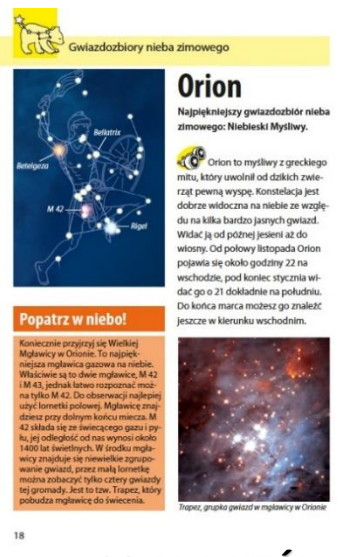 Gwiazdozbiory nieba zimowego
Orion
Najpiękniejszy gwiazdozbiór nieba
zimowego: Niebieski Myśliwy.
Betelgeza
Bellatrix
M 42
Rigel
Orion to myśliwy z greckiego
mitu, który uwolnił od dzikich zwie-
rząt pewną wyspę. Konstelacja jest
dobrze widoczna na niebie ze wzglę-
du na kilka bardzo jasnych gwiazd.
Widać ją od późnej jesieni aż do
wiosny. Od połowy listopada Orion
pojawia się około godziny 22 na
wschodzie, pod koniec stycznia wi-
dać go o 21 dokładnie na południu.
Do końca marca możesz go znaleźć
jeszcze w kierunku wschodnim.
Popatrz w niebo!
Koniecznie przyjrzyj się Wielkiej
Mgławicy w Orionie. To najpięk-
niejsza mgławica gazowa na niebie.
Właściwie są to dwie mgławice, M 42
i M 43, jednak łatwo rozpoznać moż-
na tylko M 42. Do obserwacji najlepiej
użyć lornetki polowej. Mgławicę znaj-
dziesz przy dolnym końcu miecza. M
42 składa się ze świecącego gazu i py-
łu, jej odległość od nas wynosi około
1400 lat świetlnych. W środku mgła-
wicy znajduje się niewielkie zgrupo-
wanie gwiazd, przez małą lornetkę
można zobaczyć tylko cztery gwiazdy
tej gromady. Jest to tzw. Trapez, który
pobudza mgławicę do świecenia.
Trapez, grupka gwiazd w mgławicy w Orionie
18